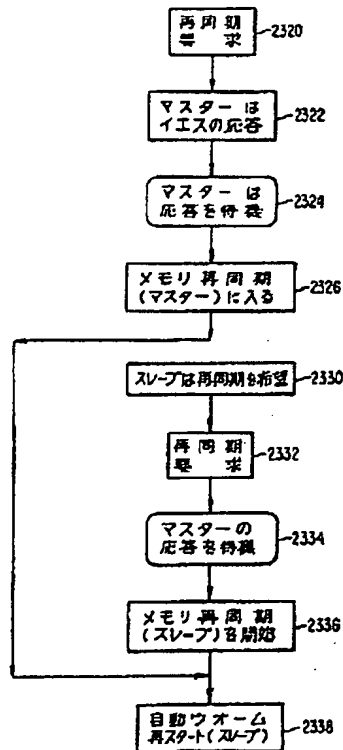 再同期
要求
2320
マスターは
イエスの応答
2322
マスターは
応答を待機
2324
メモリ再同期
(マスター)に入る
2326
スレーブは再同期を希望
2330
再同期
要求
2332
マスターの
応答を待機
2334
メモリ再同期
(スレーブ)を開始
2336
自動ウオーム
再スタート(スレーブ)
2338